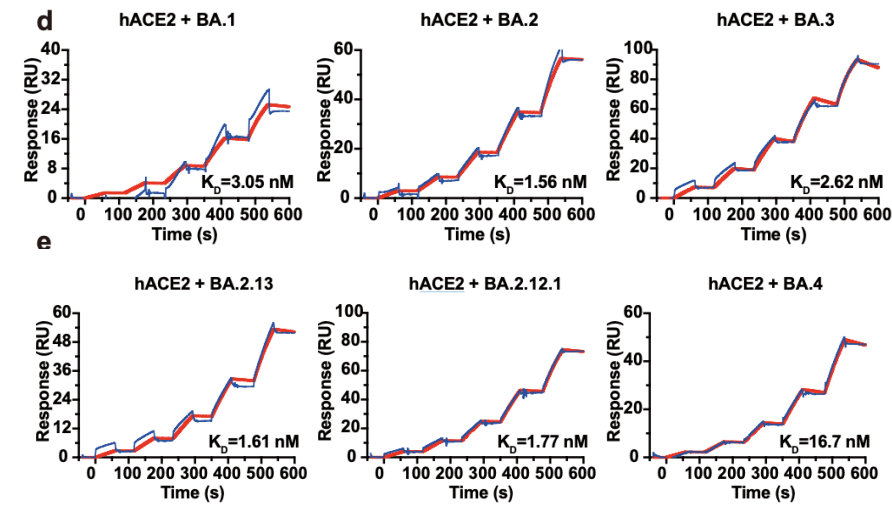 d
hACE2 + BA.1
Response (RU)
40
32
24
16
8
0
K_D=3.05 nM
0 100 200 300 400 500 600
Time (s)
hACE2 + BA.2
Response (RU)
60
40
20
0
K_D=1.56 nM
0 100 200 300 400 500 600
Time (s)
hACE2 + BA.3
Response (RU)
100
80
60
40
20
0
K_D=2.62 nM
0 100 200 300 400 500 600
Time (s)
e
hACE2 + BA.2.13
Response (RU)
60
48
36
24
12
0
K_D=1.61 nM
0 100 200 300 400 500 600
Time (s)
hACE2 + BA.2.12.1
Response (RU)
100
80
60
40
20
0
K_D=1.77 nM
0 100 200 300 400 500 600
Time (s)
hACE2 + BA.4
Response (RU)
60
40
20
0
K_D=16.7 nM
0 100 200 300 400 500 600
Time (s)